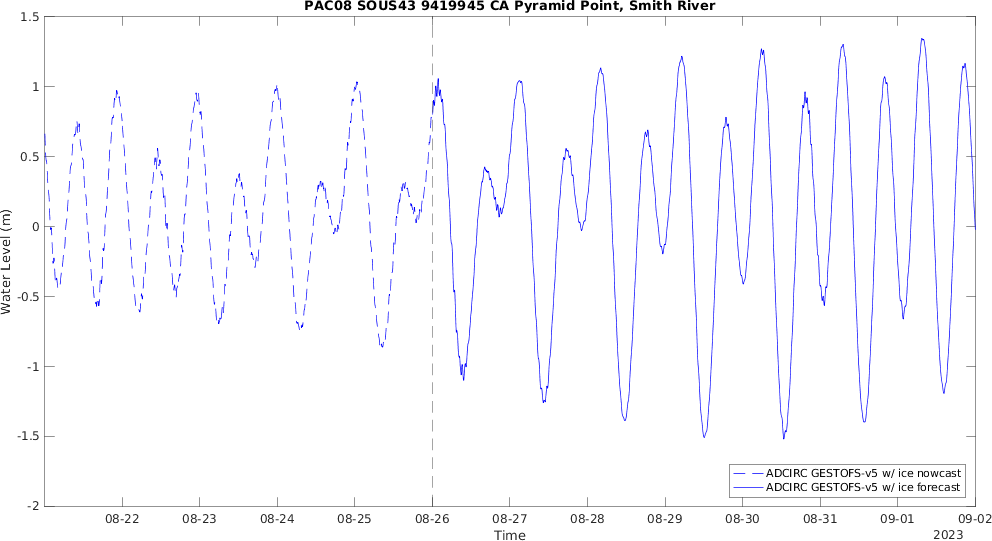 PAC08 SOUS43 9419945 CA Pyramid Point, Smith River
1.5
1
0.5
0
-0.5
-1
-1.5
-2
Water Level (m)
ADCIRC GESTOFS-v5 w/ ice nowcast
ADCIRC GESTOFS-v5 w/ ice forecast
08-22 08-23 08-24 08-25 08-26 08-27 08-28 08-29 08-30 08-31 09-01 09-02
Time
2023